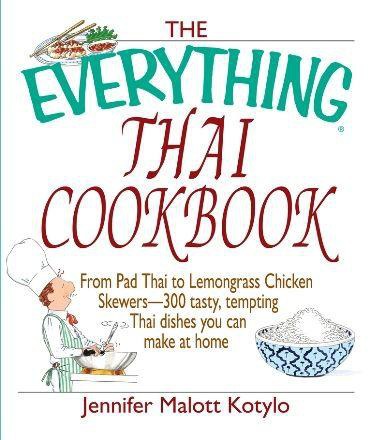 THE
EVERYTHING®
THAI
COOKBOOK
From Pad Thai to Lemongrass Chicken
Skewers—300 tasty, tempting
Thai dishes you can
make at home
Jennifer Malott Kotylo